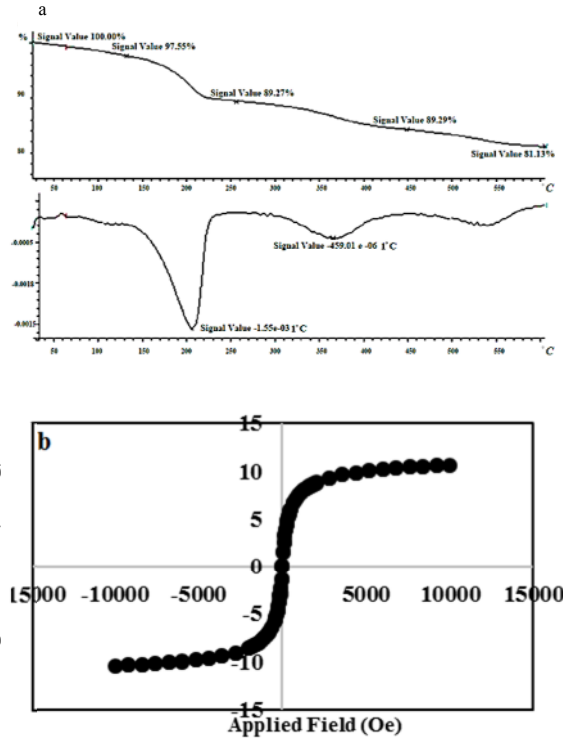 a
%
Signal Value 100.00%
Signal Value 97.55%
90
Signal Value 89.27%
Signal Value 89.29%
80
Signal Value 81.13%
50 100 150 200 250 300 350 400 450 500 550 °C
-0.0005
Signal Value -459.01 e -06 1°C
-0.0018
-0.0015
Signal Value -1.55e-03 1°C
50 100 150 200 250 300 350 400 450 500 550 °C
b
15
10
5
0
15000 -10000 -5000 5000 10000 15000
-5
-10
-15
Applied Field (Oe)